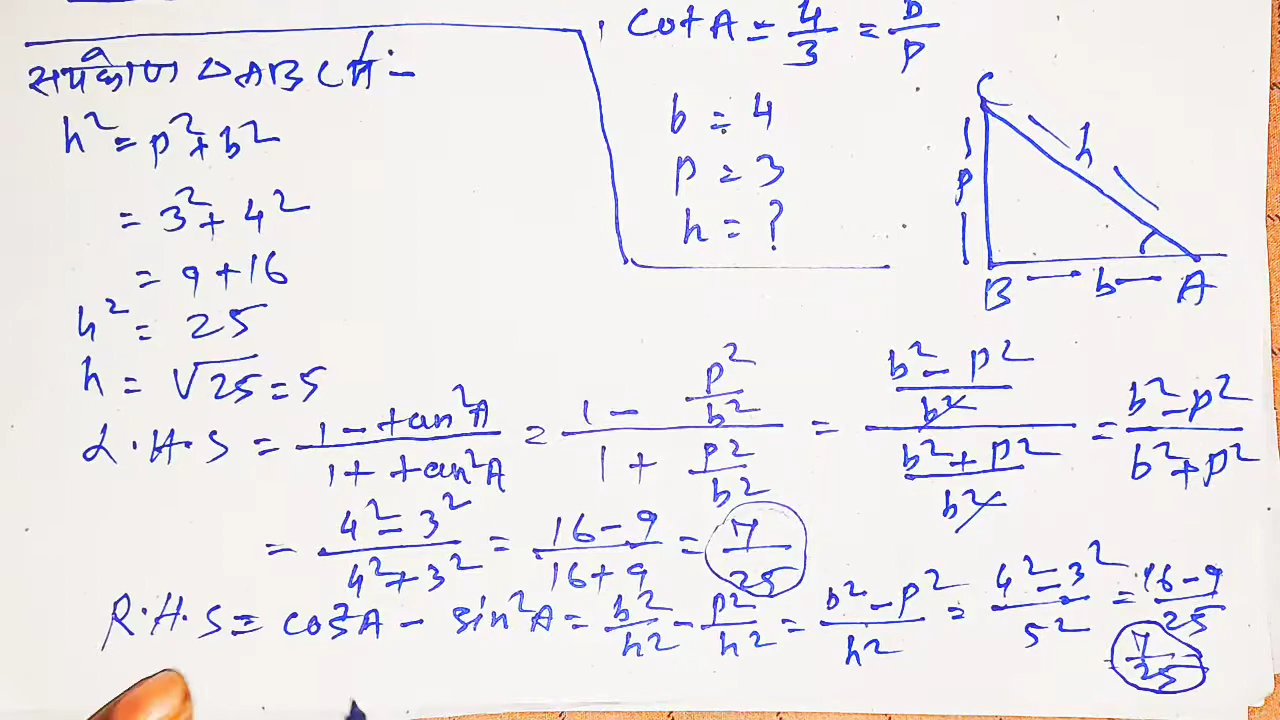 cot A = 4/3 = b/p
समकोण △ABC में -
h² = p² + b²
= 3² + 4²
= 9 + 16
h² = 25
h = √25 = 5
b = 4
p = 3
h = ?
C
p
h
B
b
A
L.H.S = (1 - tan²A)/(1 + tan²A) = (1 - p²/b²)/(1 + p²/b²) = ((b² - p²)/b²)/((b² + p²)/b²) = (b² - p²)/(b² + p²)
= (4² - 3²)/(4² + 3²) = (16 - 9)/(16 + 9) = 7/25
R.H.S = cos²A - sin²A = b²/h² - p²/h² = (b² - p²)/h² = (4² - 3²)/5² = (16 - 9)/25
7/25